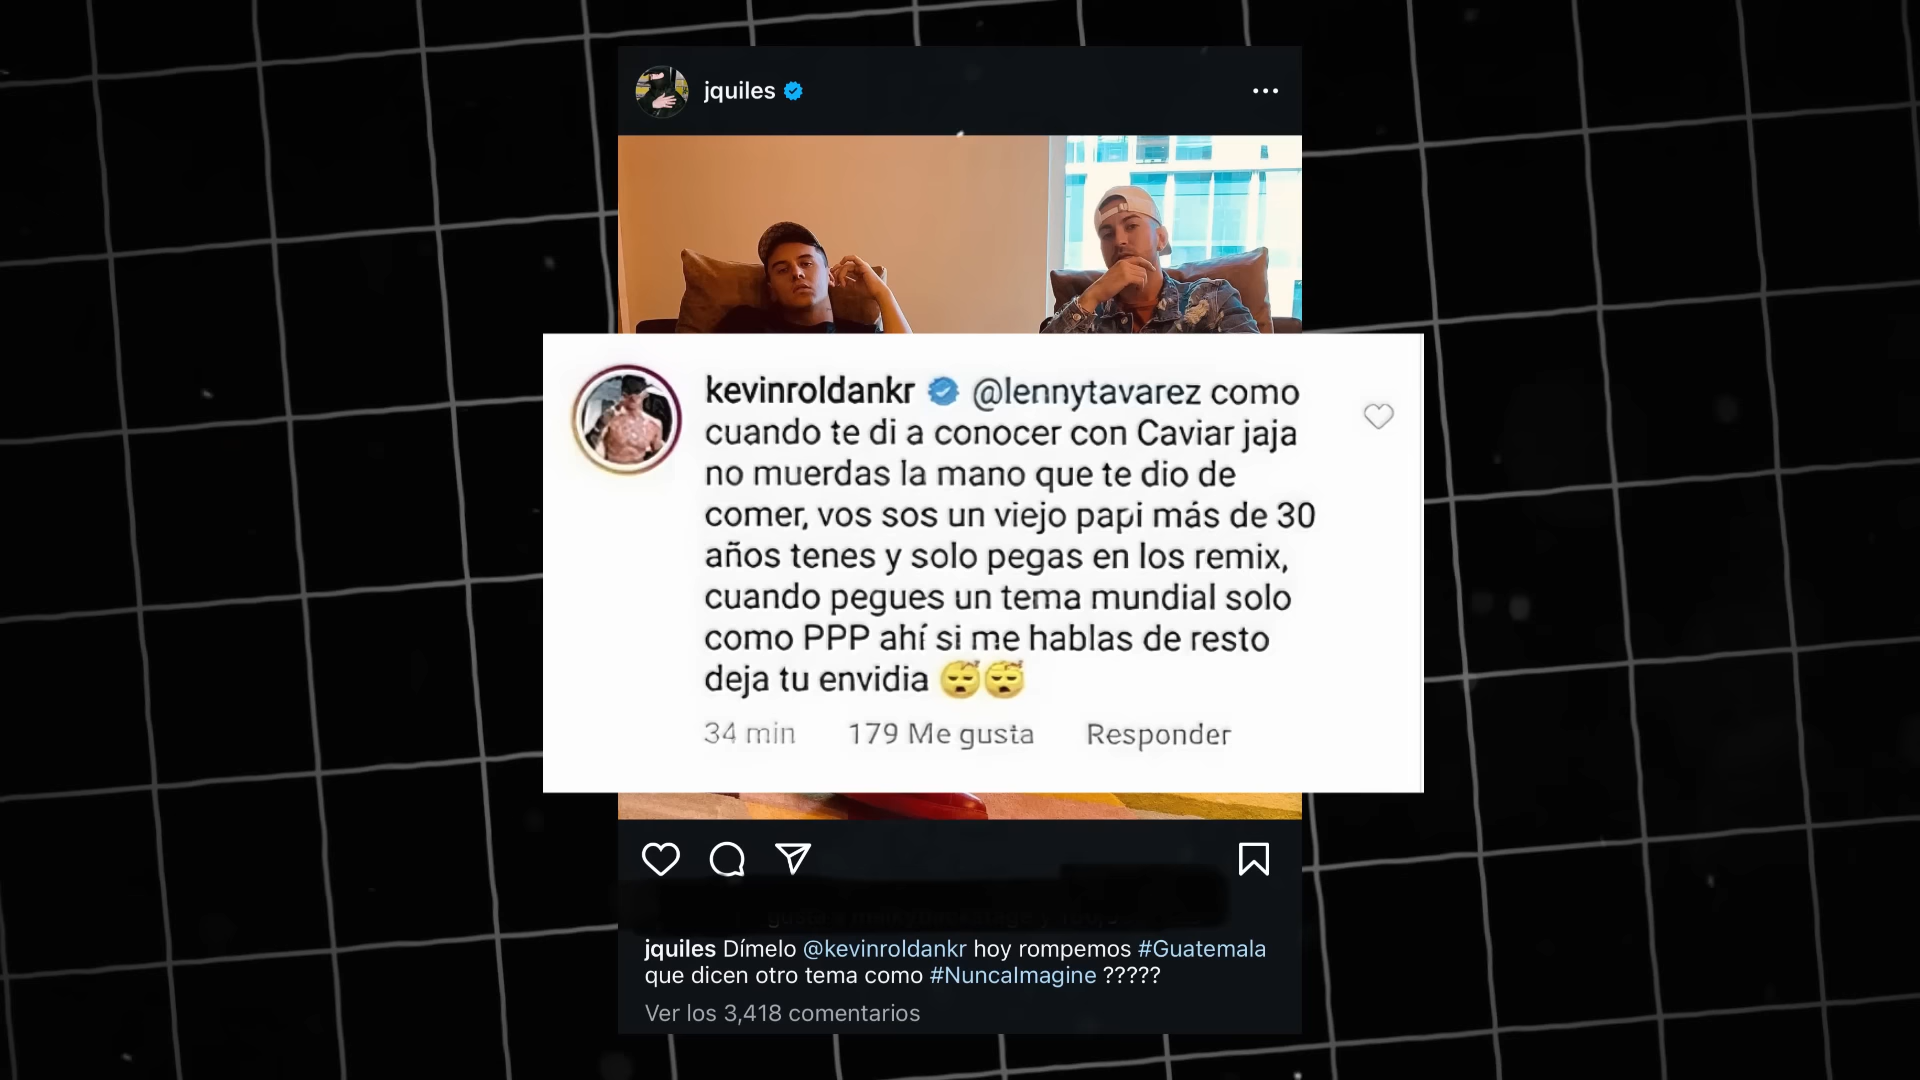 jquiles
kevinroldankr @lennytavarez como
cuando te di a conocer con Caviar jaja
no muerdas la mano que te dio de
comer, vos sos un viejo papi más de 30
años tenes y solo pegas en los remix,
cuando pegues un tema mundial solo
como PPP ahí si me hablas de resto
deja tu envidia 😴😴
34 min 179 Me gusta Responder
jquiles Dímelo @kevinroldankr hoy rompemos #Guatemala
que dicen otro tema como #NuncaImagine ?????
Ver los 3,418 comentarios